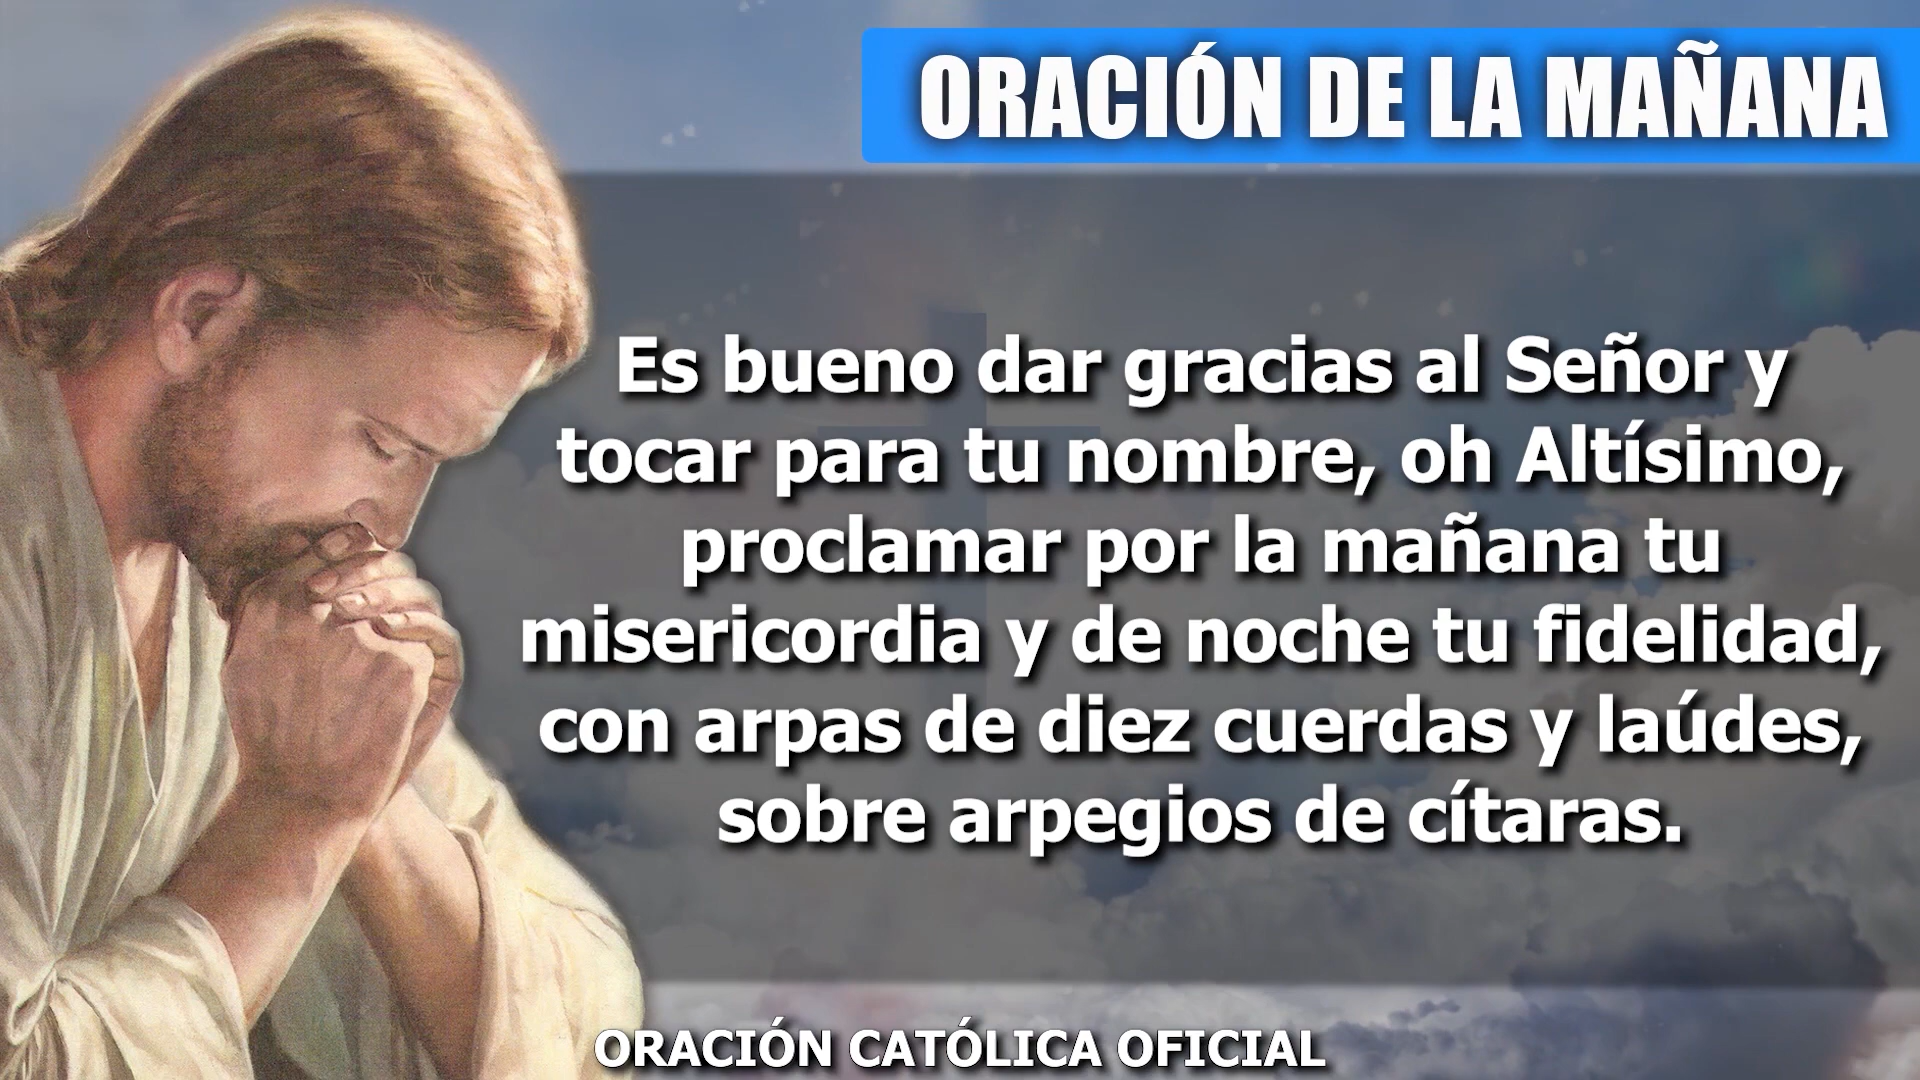 ORACIÓN DE LA MAÑANA
Es bueno dar gracias al Señor y
tocar para tu nombre, oh Altísimo,
proclamar por la mañana tu
misericordia y de noche tu fidelidad,
con arpas de diez cuerdas y laúdes,
sobre arpegios de cítaras.
ORACIÓN CATÓLICA OFICIAL